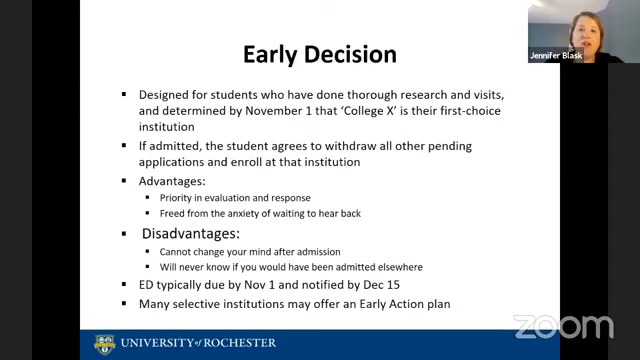 Jennifer Blask
Early Decision
Designed for students who have done thorough research and visits,
and determined by November 1 that ‘College X’ is their first-choice
institution
If admitted, the student agrees to withdraw all other pending
applications and enroll at that institution
Advantages:
Priority in evaluation and response
Freed from the anxiety of waiting to hear back
Disadvantages:
Cannot change your mind after admission
Will never know if you would have been admitted elsewhere
ED typically due by Nov 1 and notified by Dec 15
Many selective institutions may offer an Early Action plan
zoom
UNIVERSITY of ROCHESTER